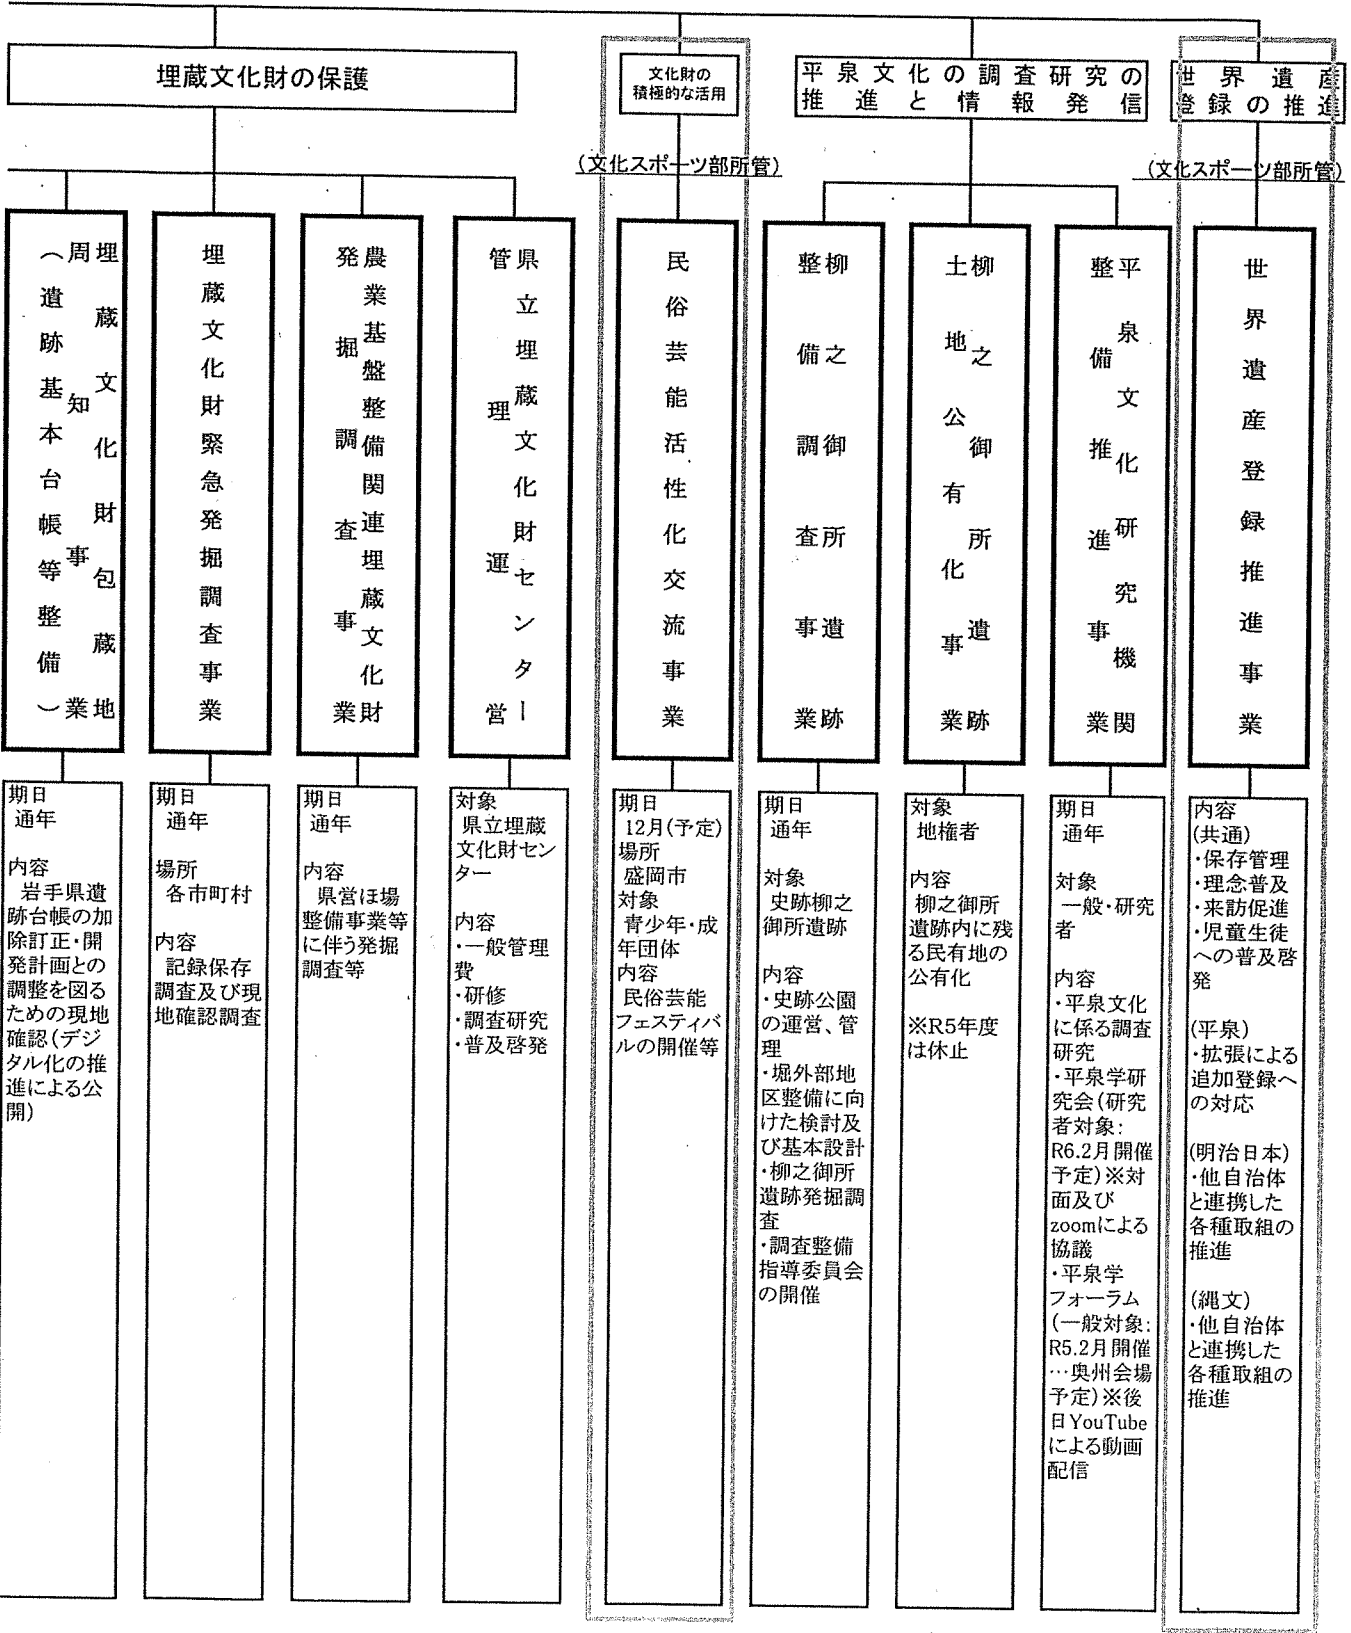 埋蔵文化財の保護
文化財の
積極的な活用
平泉文化の調査研究の
推進と情報発信
世界遺産
登録の推進
(文化スポーツ部所管)
(文化スポーツ部所管)
埋蔵文化財包蔵地
周知事業
(遺跡基本台帳等整備)
埋蔵文化財緊急発掘調査事業
農業基盤整備関連埋蔵文化財
発掘調査事業
県立埋蔵文化財センター
管理運営
民俗芸能活性化交流事業
柳之御所遺跡
整備調査事業
柳之御所遺跡
土地公有化事業
平泉文化研究機関
整備推進事業
世界遺産登録推進事業
期日
通年
内容
岩手県遺
跡台帳の加
除訂正・開
発計画との
調整を図る
ための現地
確認(デジ
タル化の推
進による公
開)
期日
通年
場所
各市町村
内容
記録保存
調査及び現
地確認調査
期日
通年
内容
県営ほ場
整備事業等
に伴う発掘
調査等
対象
県立埋蔵
文化財セン
ター
内容
・一般管理
費
・研修
・調査研究
・普及啓発
期日
12月(予定)
場所
盛岡市
対象
青少年・成
年団体
内容
民俗芸能
フェスティバ
ルの開催等
期日
通年
対象
史跡柳之
御所遺跡
内容
・史跡公園
の運営、管
理
・堀外部地
区整備に向
けた検討及
び基本設計
・柳之御所
遺跡発掘調
査
・調査整備
指導委員会
の開催
対象
地権者
内容
柳之御所
遺跡内に残
る民有地の
公有化
※R5年度
は休止
期日
通年
対象
一般・研究
者
内容
・平泉文化
に係る調査
研究
・平泉学研
究会(研究
者対象:
R6.2月開催
予定)※対
面及び
zoomによる
協議
・平泉学
フォーラム
(一般対象:
R5.2月開催
…奥州会場
予定)※後
日YouTube
による動画
配信
内容
(共通)
・保存管理
・理念普及
・来訪促進
・児童生徒
への普及啓
発
(平泉)
・拡張による
追加登録へ
の対応
(明治日本)
・他自治体
と連携した
各種取組の
推進
(縄文)
・他自治体
と連携した
各種取組の
推進